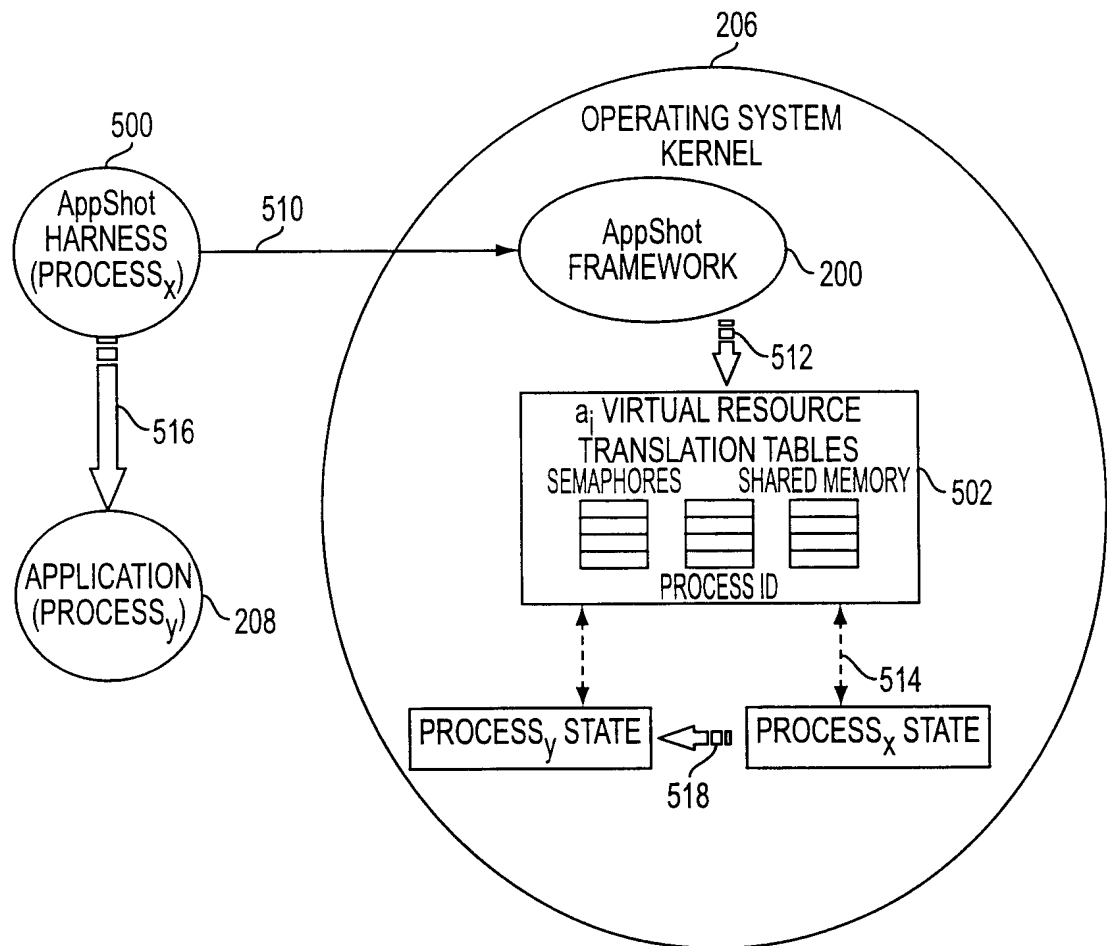 206
OPERATING SYSTEM
KERNEL
500
AppShot
HARNESS
(PROCESSx)
510
AppShot
FRAMEWORK
200
512
516
ai VIRTUAL RESOURCE
TRANSLATION TABLES
SEMAPHORES
SHARED MEMORY
502
PROCESS ID
APPLICATION
(PROCESSy)
208
514
PROCESSy STATE
PROCESSx STATE
518